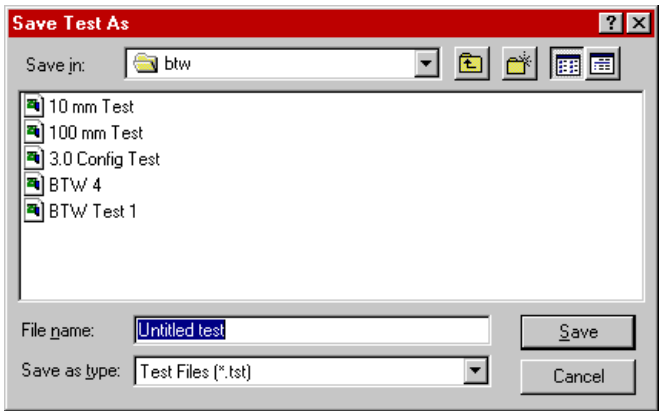 Save Test As
Save in: btw
10 mm Test
100 mm Test
3.0 Config Test
BTW 4
BTW Test 1
File name: Untitled test Save
Save as type: Test Files (*.tst) Cancel